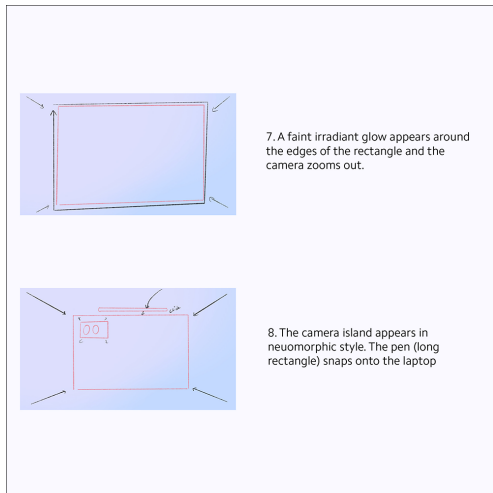 7. A faint irradiant glow appears around
the edges of the rectangle and the
camera zooms out.
8. The camera island appears in
neuomorphic style. The pen (long
rectangle) snaps onto the laptop